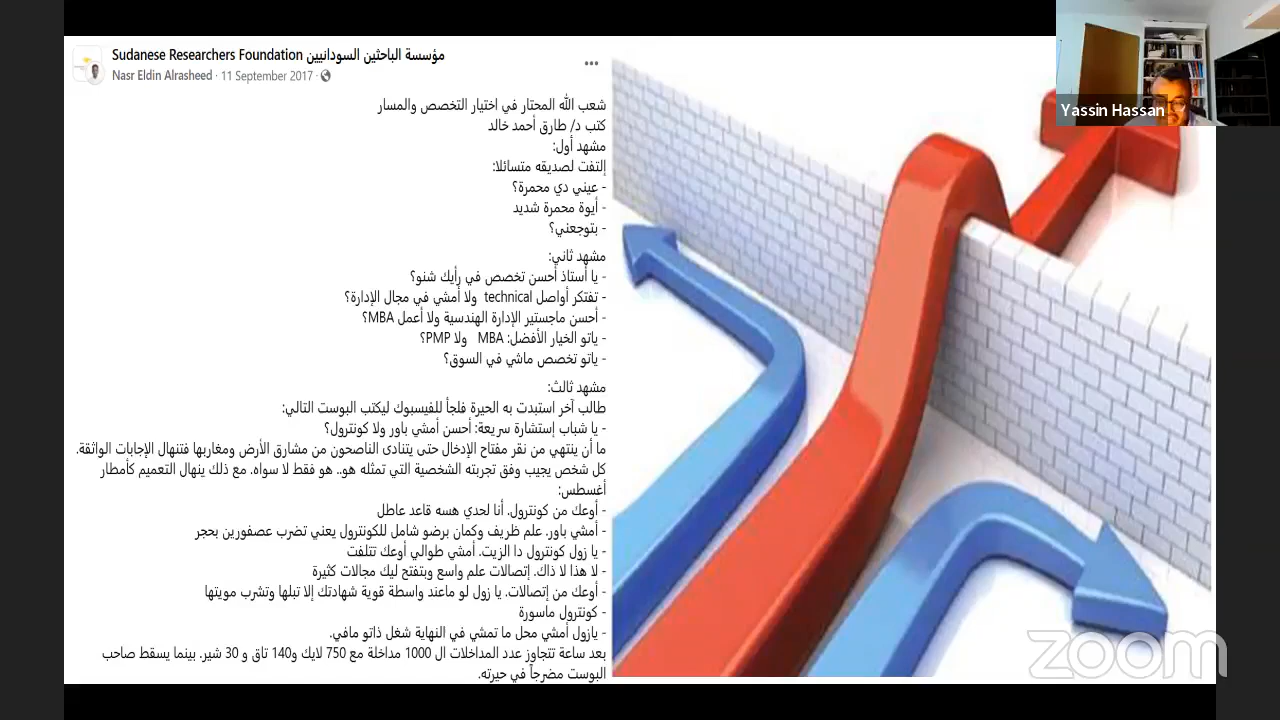 مؤسسة الباحثين السودانيين Sudanese Researchers Foundation
Nasr Eldin Alrasheed · 11 September 2017 ·
شعب الله المحتار في اختيار التخصص والمسار
كتب د/ طارق أحمد خالد
مشهد أول:
إلتفت لصديقه متسائلا:
- عيني دي محمرة؟
- أيوة محمرة شديد
- بتوجعني؟
مشهد ثاني:
- يا أستاذ أحسن تخصص في رأيك شنو؟
- تفتكر أواصل technical ولا أمشي في مجال الإدارة؟
- أحسن ماجستير الإدارة الهندسية ولا أعمل MBA؟
- ياتو الخيار الأفضل: MBA ولا PMP؟
- ياتو تخصص ماشي في السوق؟
مشهد ثالث:
طالب آخر استبدت به الحيرة فلجأ للفيسبوك ليكتب البوست التالي:
- يا شباب إستشارة سريعة: أحسن أمشي باور ولا كونترول؟
ما أن ينتهي من نقر مفتاح الإدخال حتى يتنادى الناصحون من مشارق الأرض ومغاربها فتنهال الإجابات الواثقة.
كل شخص يجيب وفق تجربته الشخصية التي تمثله هو.. هو فقط لا سواه. مع ذلك ينهال التعميم كأمطار
أغسطس:
- أوعك من كونترول. أنا لحدي هسه قاعد عاطل
- أمشي باور. علم ظريف وكمان برضو شامل للكونترول يعني تضرب عصفورين بحجر
- يا زول كونترول دا الزيت. أمشي طوالي أوعك تتلفت
- لا هذا لا ذاك. إتصالات علم واسع وبتفتح ليك مجالات كثيرة
- أوعك من إتصالات. يا زول لو ماعند واسطة قوية شهادتك إلا تبلها وتشرب مويتها
- كونترول ماسورة
- يازول أمشي محل ما تمشي في النهاية شغل ذاتو مافي.
بعد ساعة تتجاوز عدد المداخلات ال 1000 مداخلة مع 750 لايك و140 تاق و 30 شير. بينما يسقط صاحب
البوست مضرجاً في حيرته.
Yassin Hassan
zoom